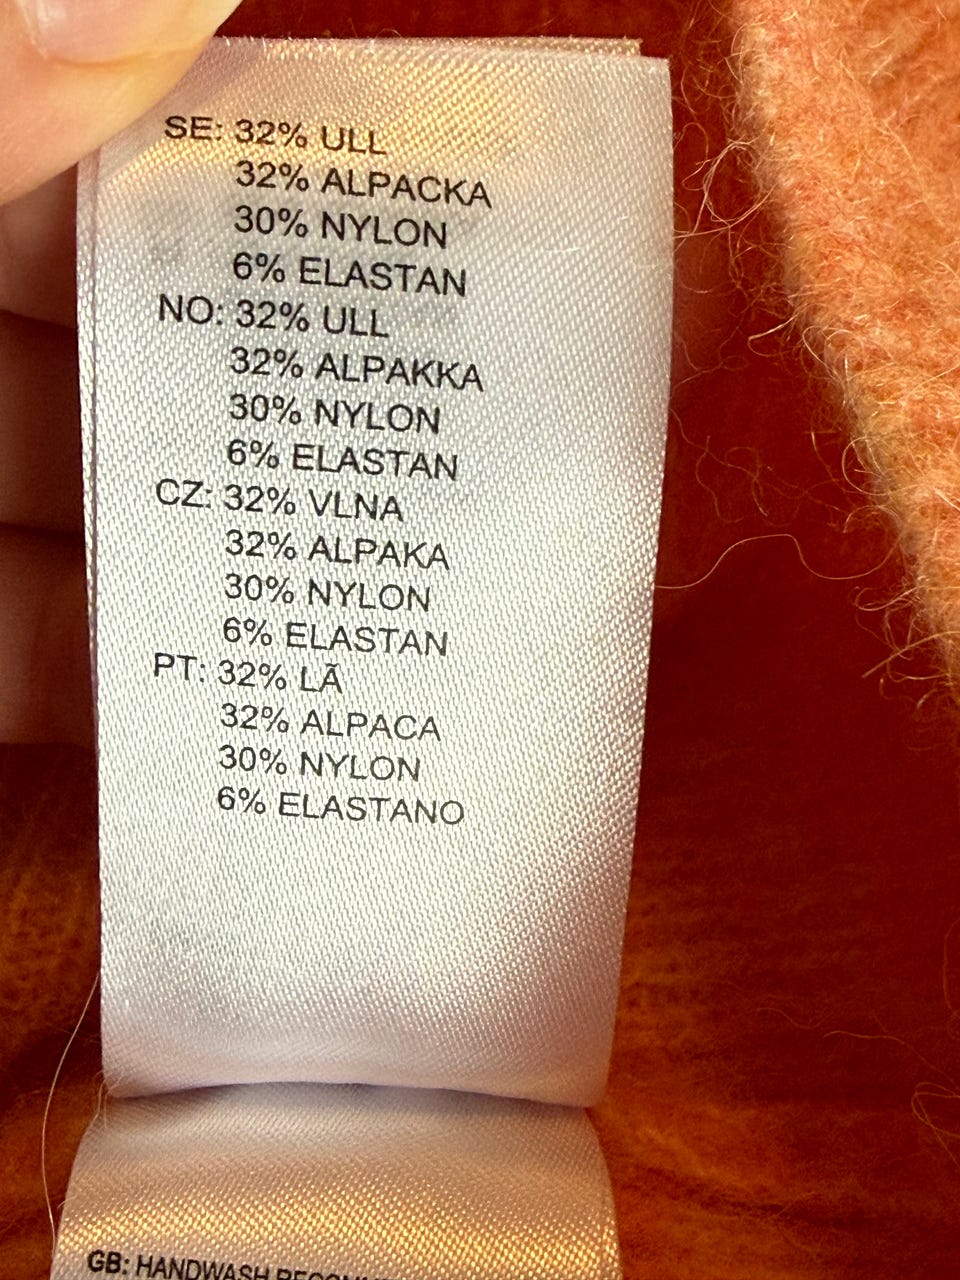 SE: 32% ULL
32% ALPACKA
30% NYLON
6% ELASTAN
NO: 32% ULL
32% ALPAKKA
30% NYLON
6% ELASTAN
CZ: 32% VLNA
32% ALPAKA
30% NYLON
6% ELASTAN
PT: 32% LÃ
32% ALPACA
30% NYLON
6% ELASTANO
GB: HANDWASH